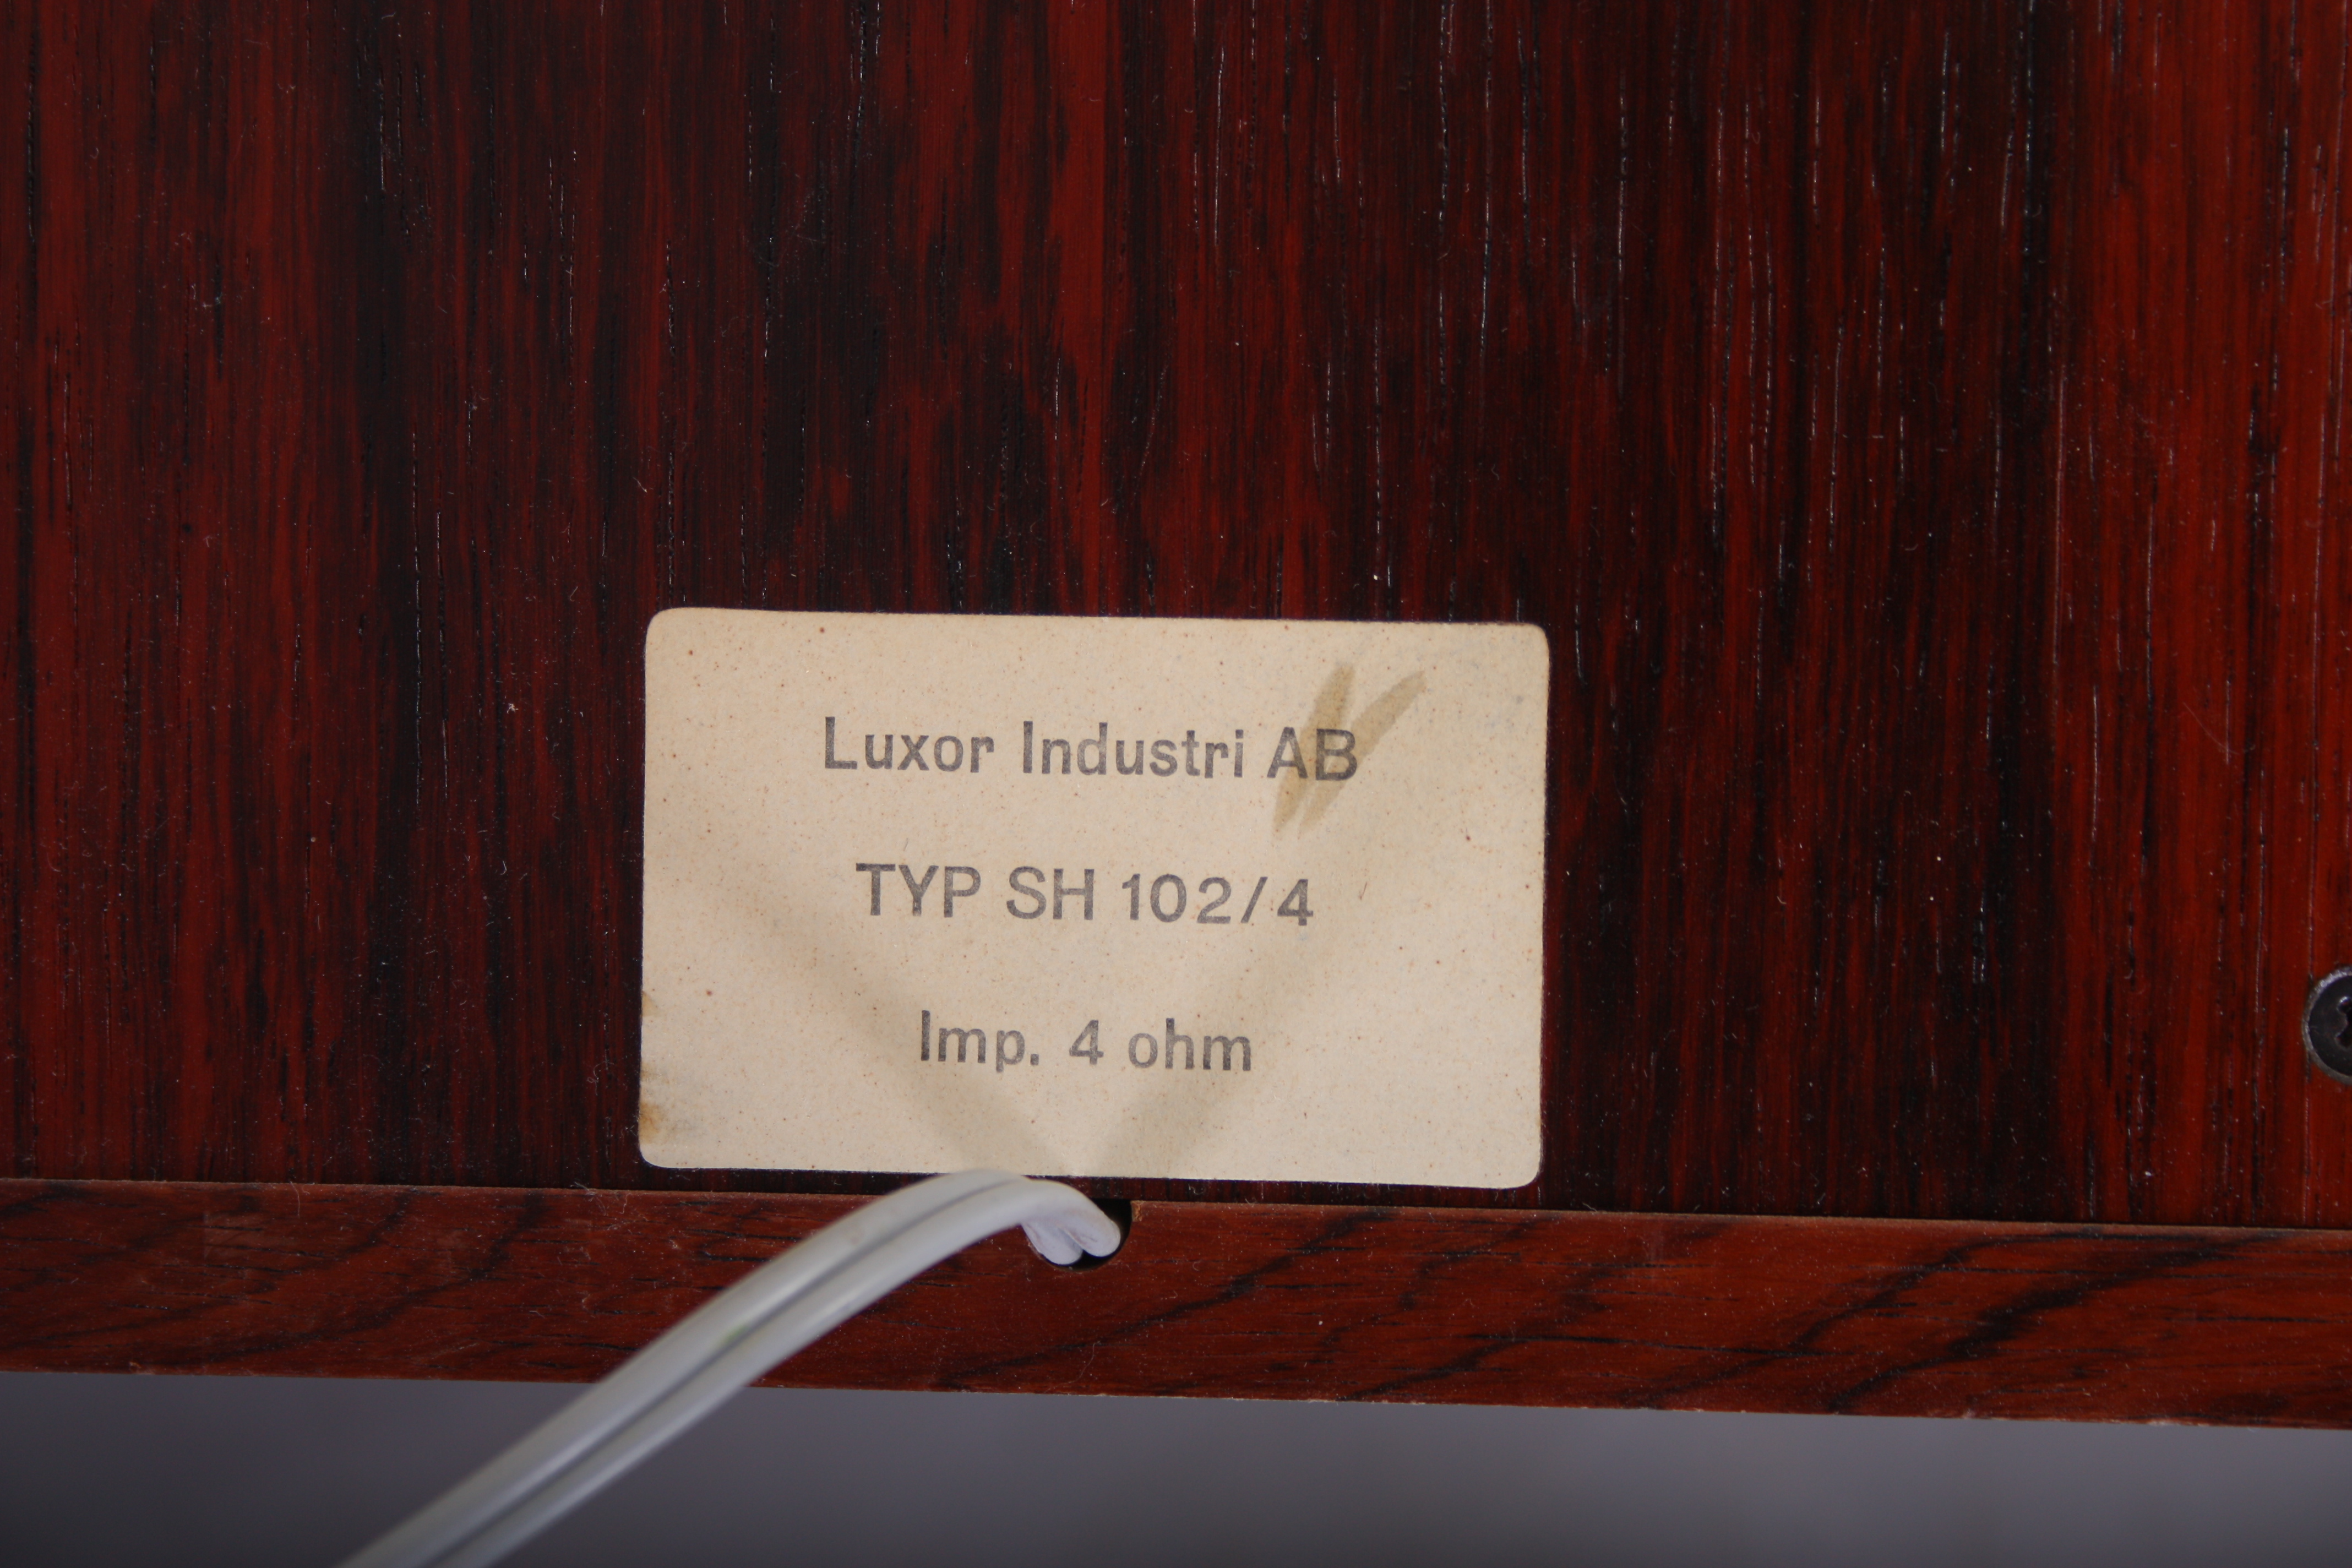 Luxor Industri AB
TYP SH 102/4
Imp. 4 ohm